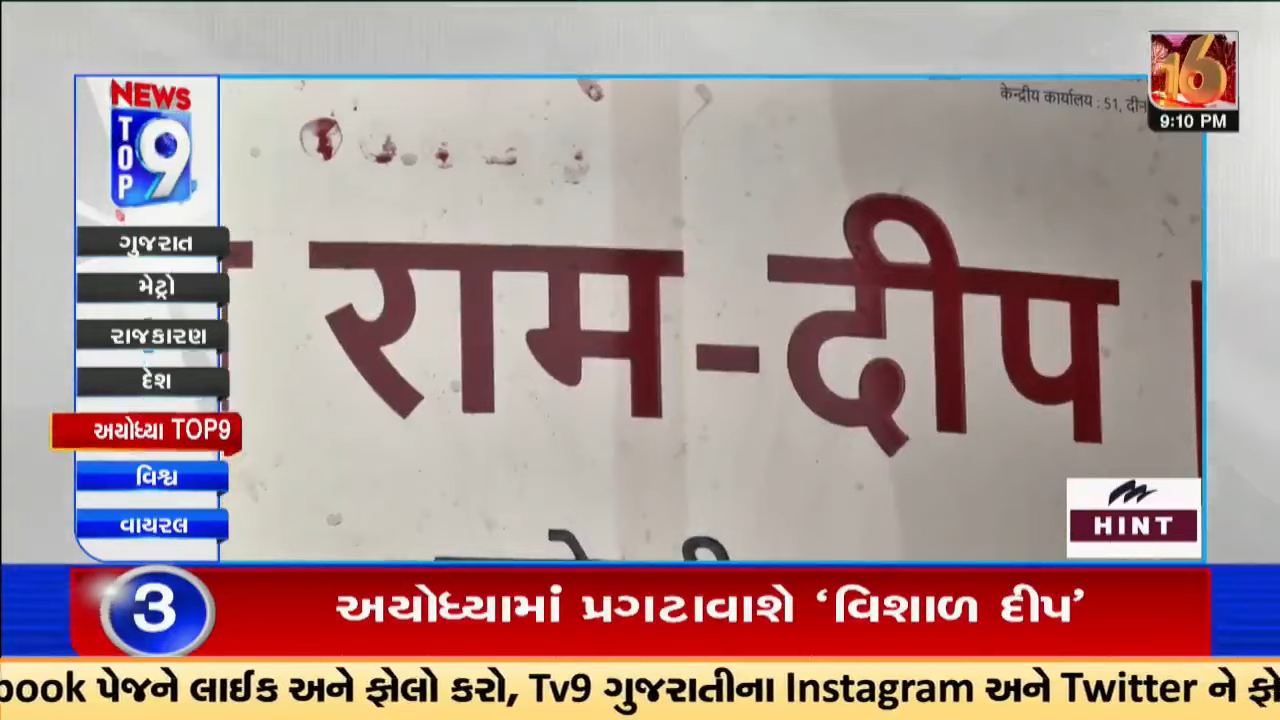 NEWS
TOP
9
ગુજરાત
મેટ્રો
રાજકારણ
દેશ
અયોધ્યા TOP9
વિશ્વ
વાયરલ
केन्द्रीय कार्यालय : 51, दीन
राम-दीप
16
9:10 PM
HINT
3
અયોધ્યામાં પ્રગટાવાશે ‘વિશાળ દીપ’
book પેજને લાઈક અને ફોલો કરો, Tv9 ગુજરાતીના Instagram અને Twitter ને ફો